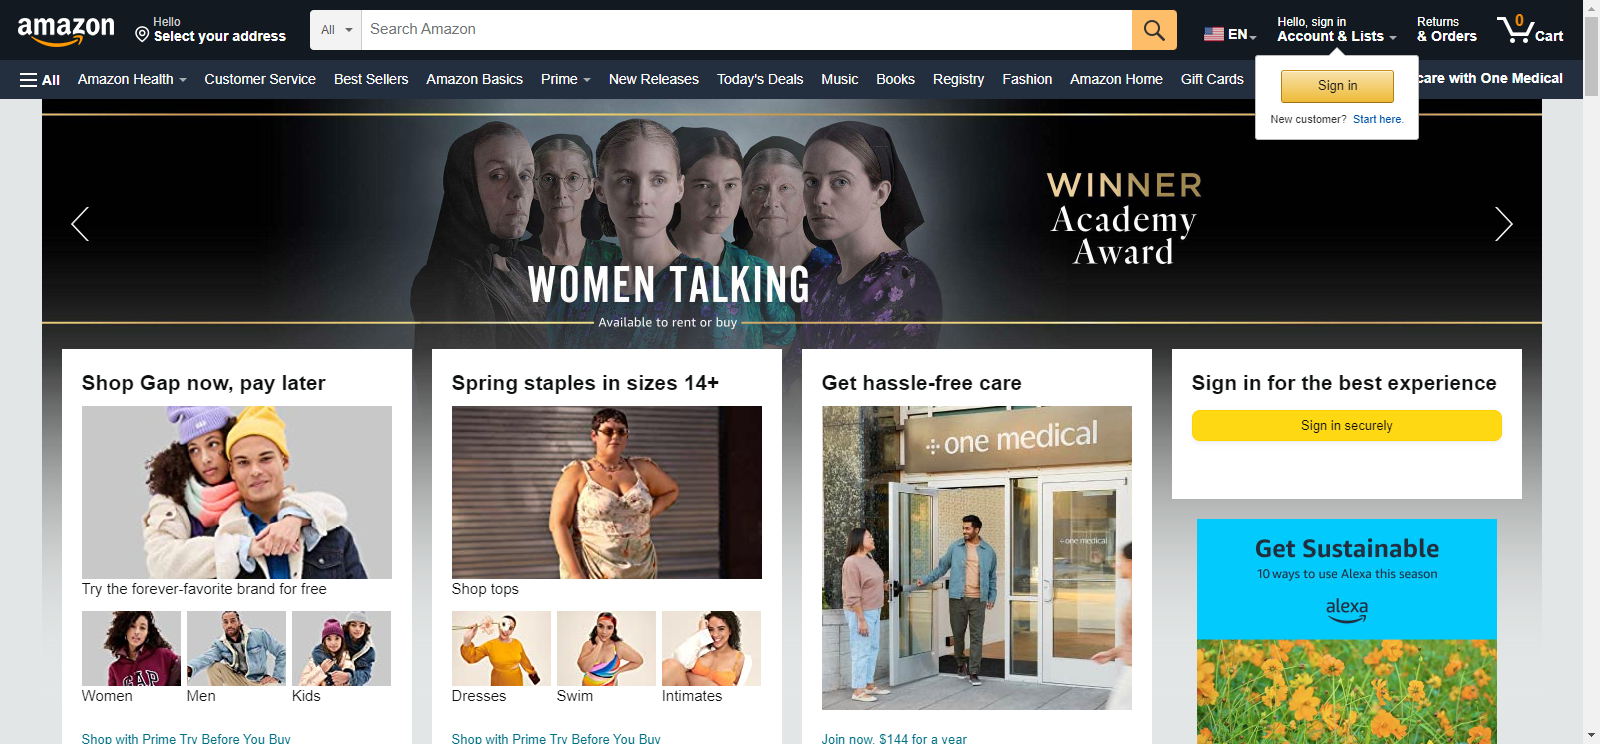 amazon
Hello
Select your address
All
Search Amazon
EN
Hello, sign in
Account & Lists
Returns
& Orders
0
Cart
All
Amazon Health
Customer Service
Best Sellers
Amazon Basics
Prime
New Releases
Today's Deals
Music
Books
Registry
Fashion
Amazon Home
Gift Cards
care with One Medical
Sign in
New customer? Start here.
WINNER
Academy
Award
WOMEN TALKING
Available to rent or buy
Shop Gap now, pay later
Try the forever-favorite brand for free
GAP
Women
Men
Kids
Shop with Prime Try Before You Buy
Spring staples in sizes 14+
Shop tops
Dresses
Swim
Intimates
Shop with Prime Try Before You Buy
Get hassle-free care
one medical
one medical
Join now, $144 for a year
Sign in for the best experience
Sign in securely
Get Sustainable
10 ways to use Alexa this season
alexa